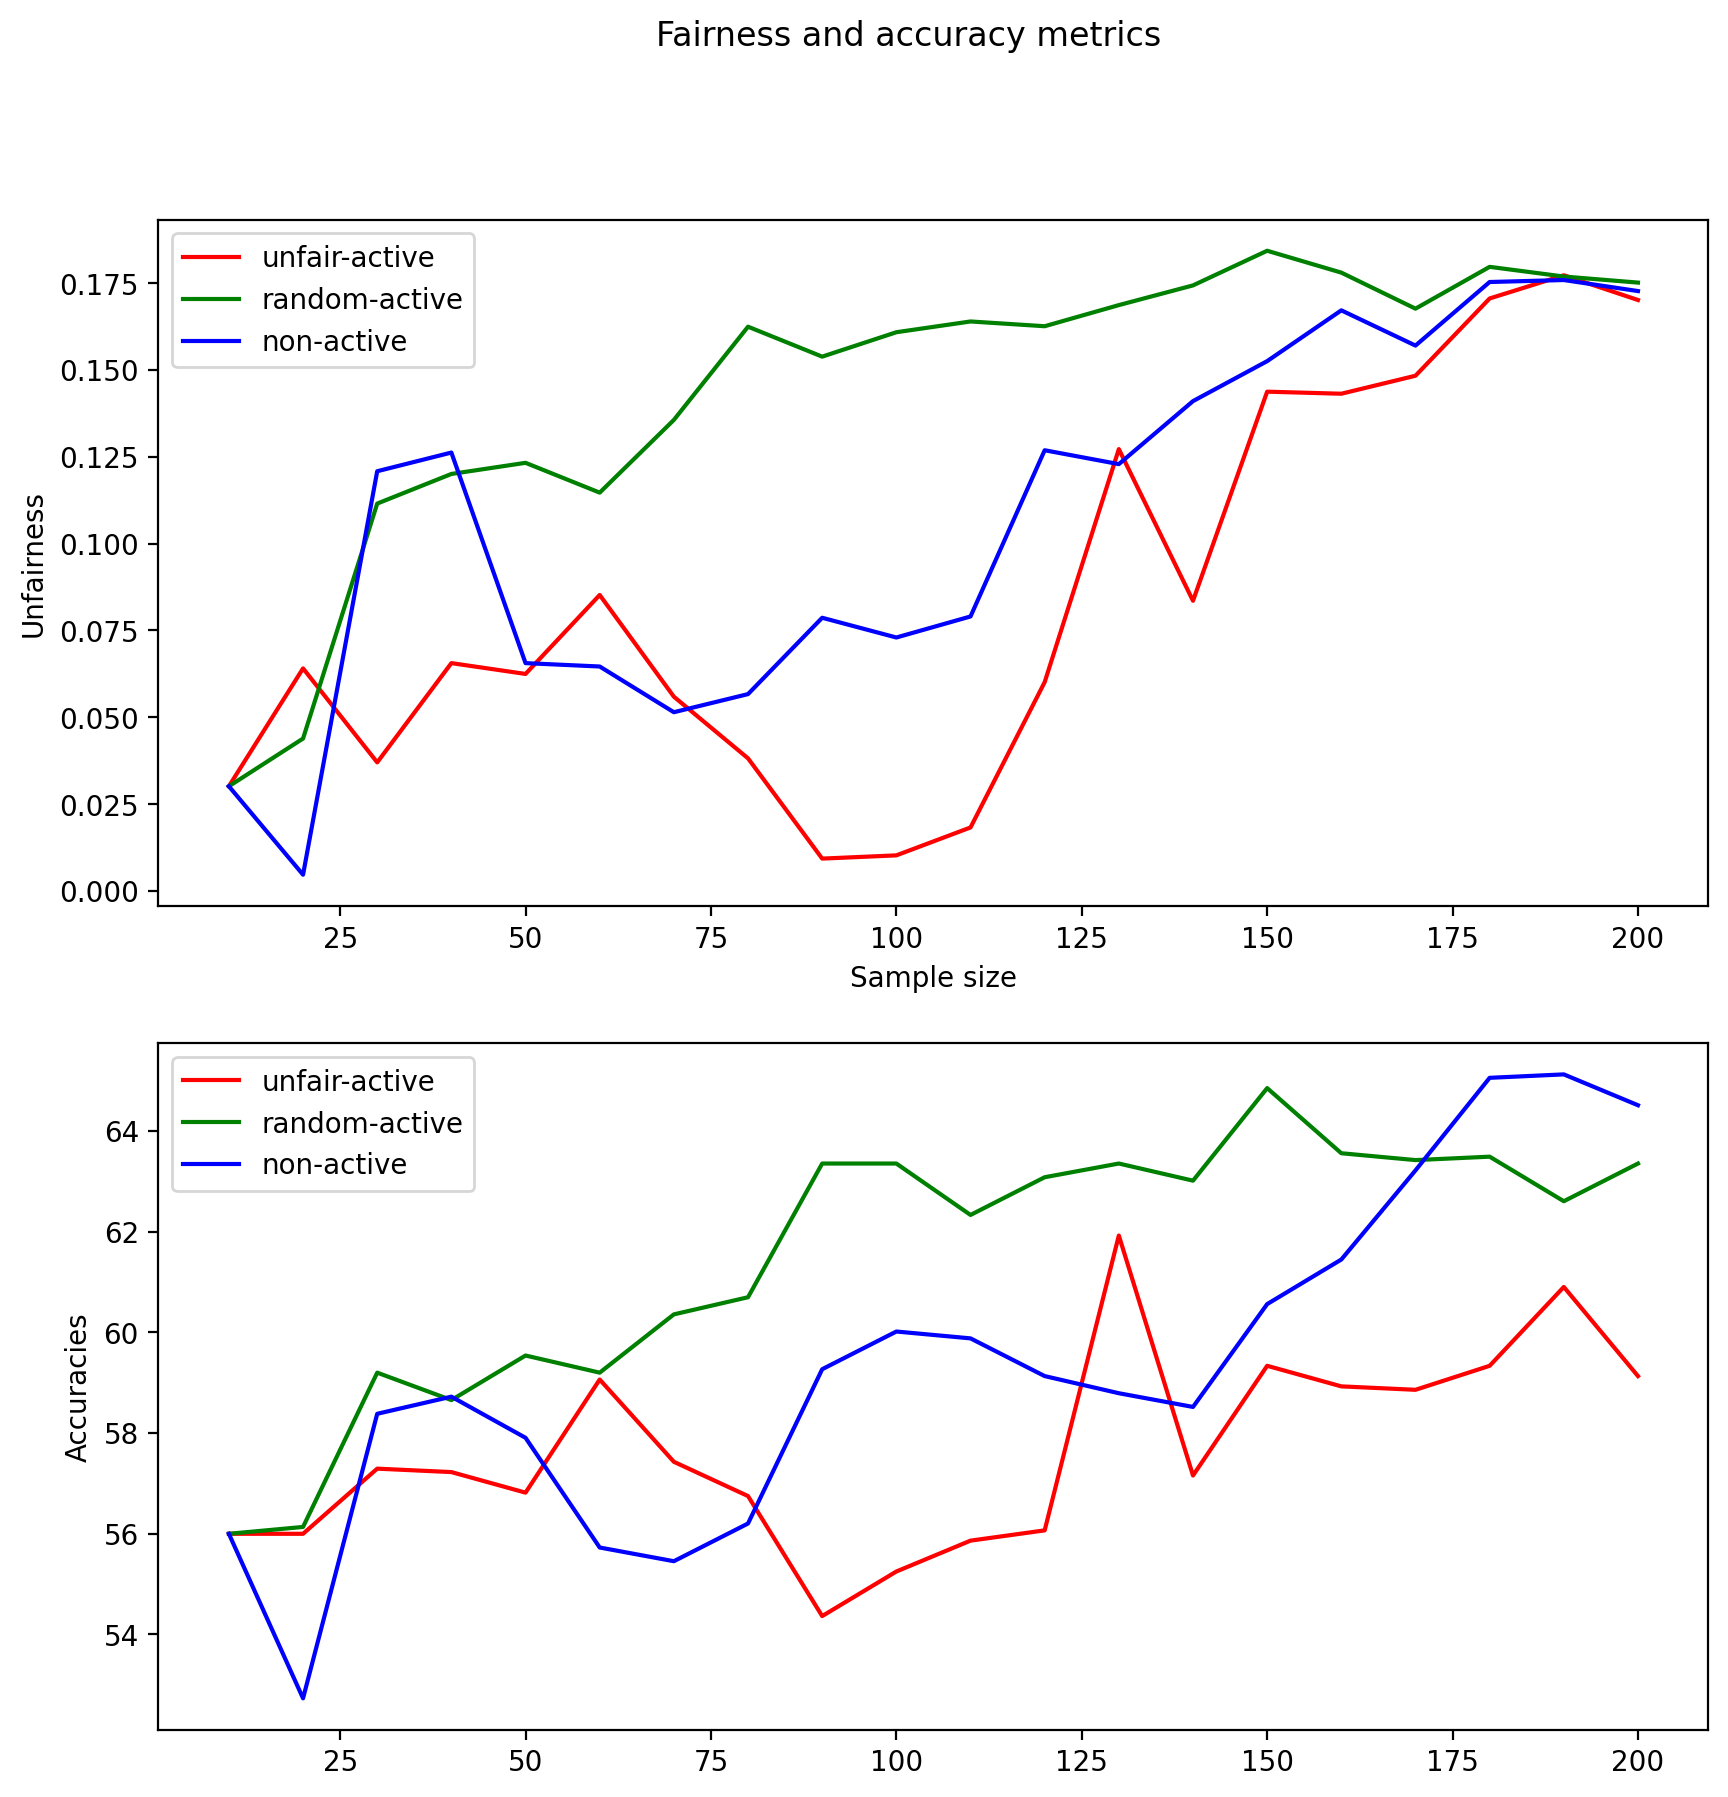 Fairness and accuracy metrics
unfair-active
random-active
non-active
0.175
0.150
0.125
0.100
0.075
0.050
0.025
0.000
Unfairness
25 50 75 100 125 150 175 200
Sample size
unfair-active
random-active
non-active
64
62
60
58
56
54
Accuracies
25 50 75 100 125 150 175 200